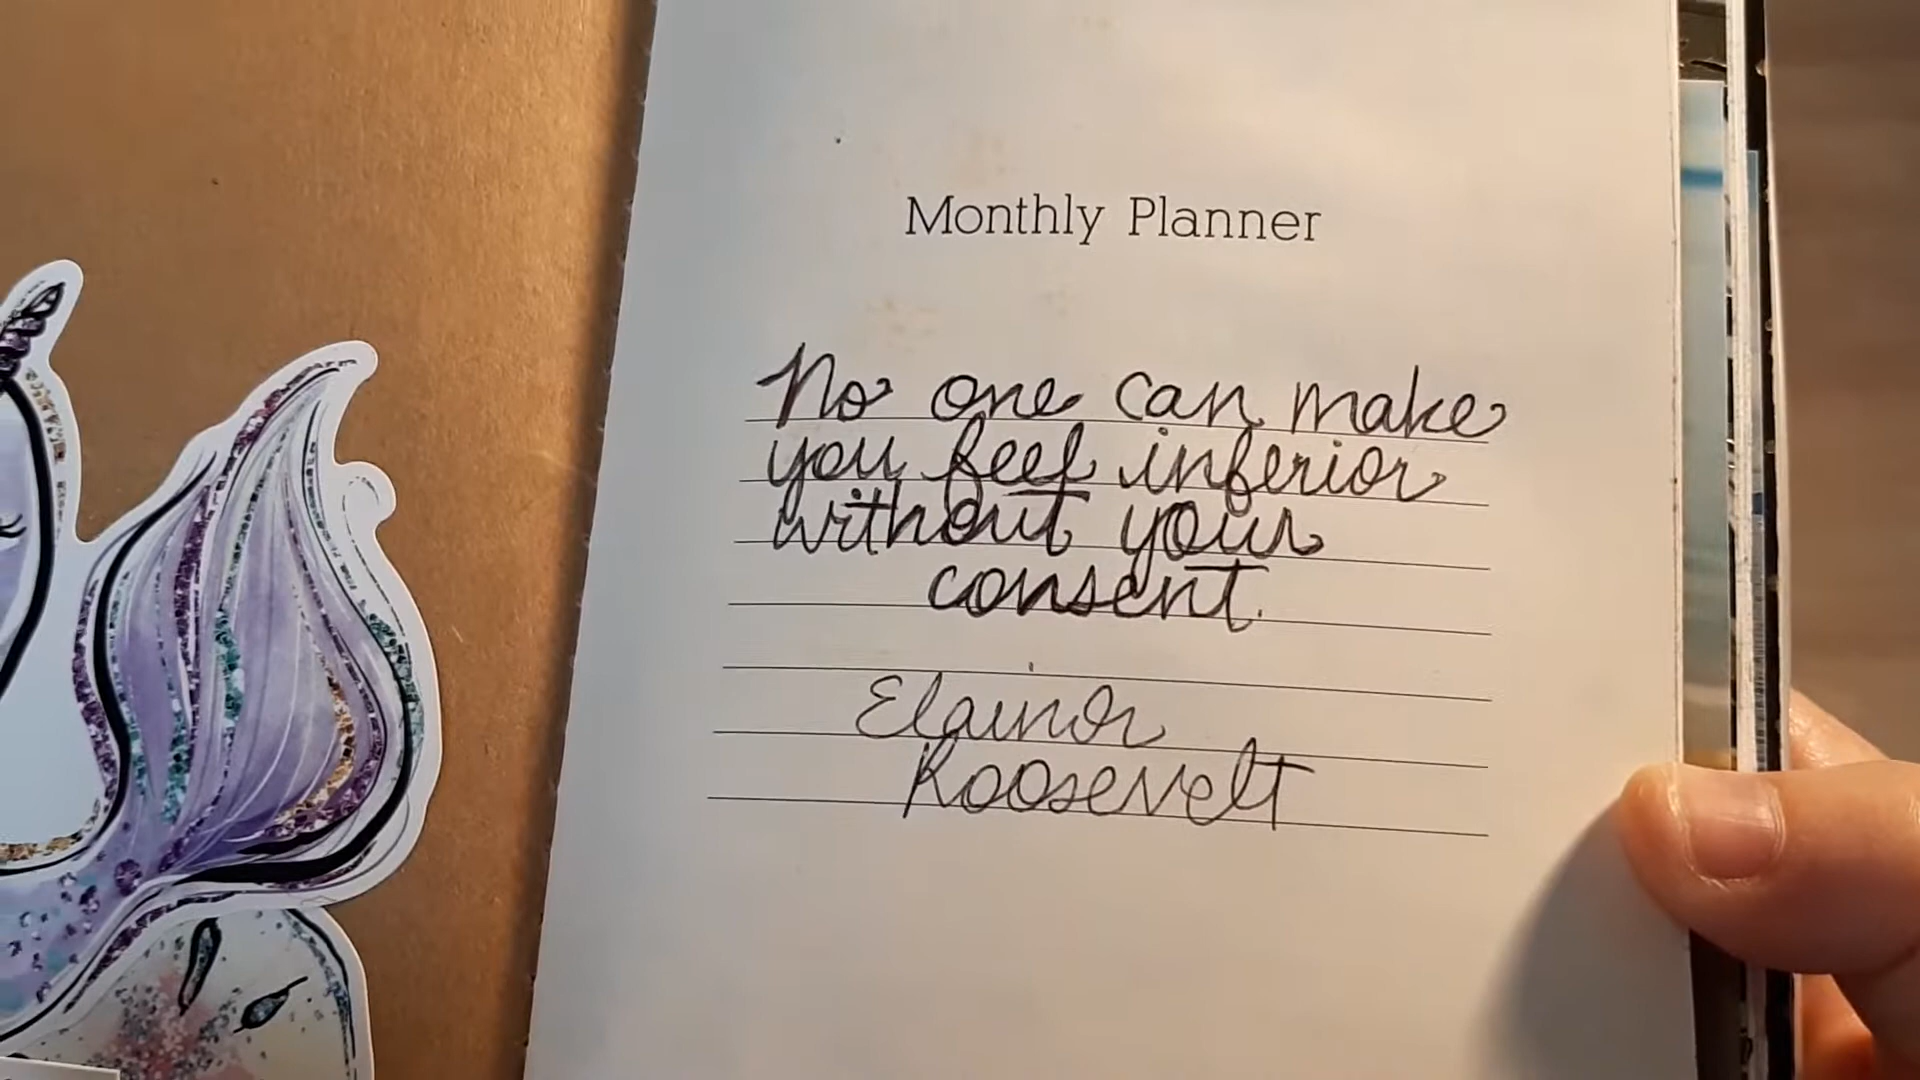 Monthly Planner
No one can make
you feel inferior
without your
consent.
Elainor
Roosevelt